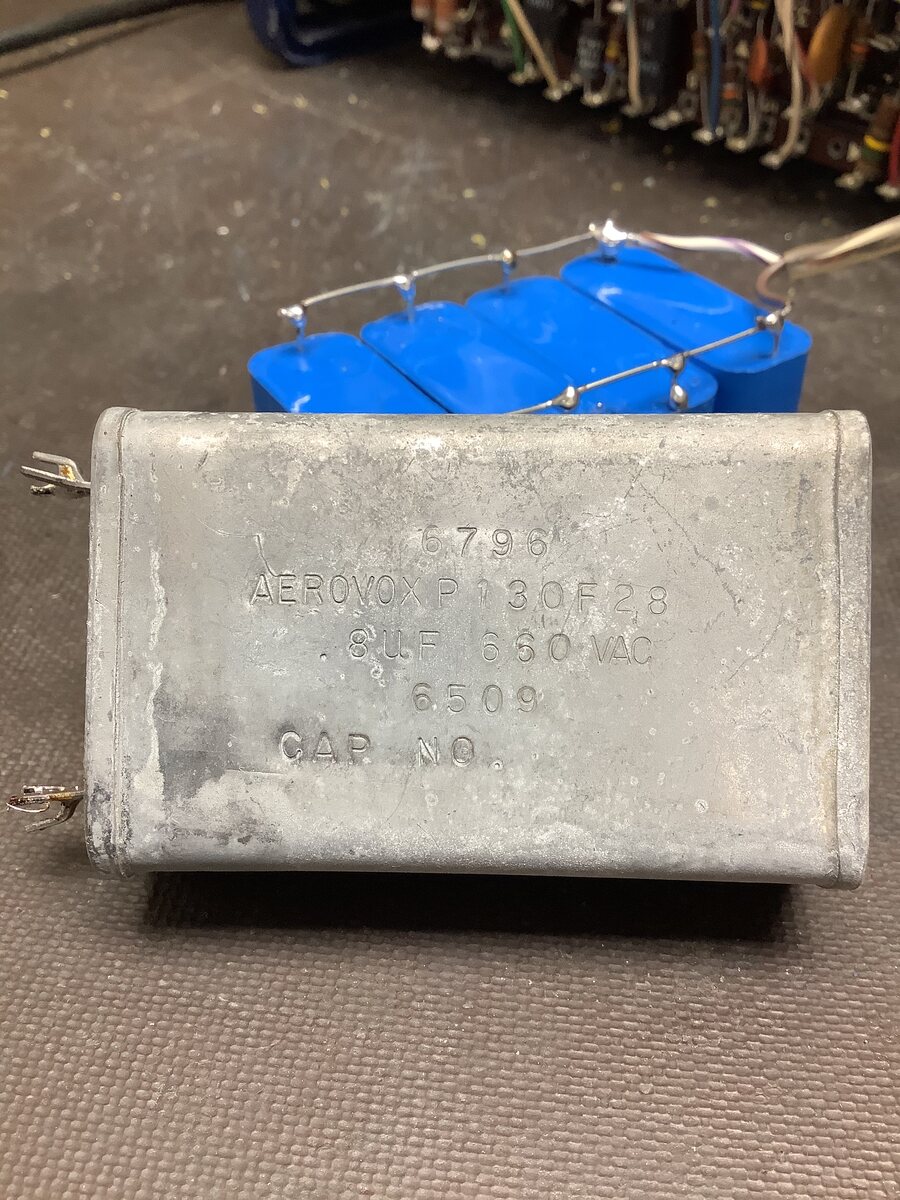 6796
AEROVOX P130F28
.8UF 660 VAC
6509
CAP NO.